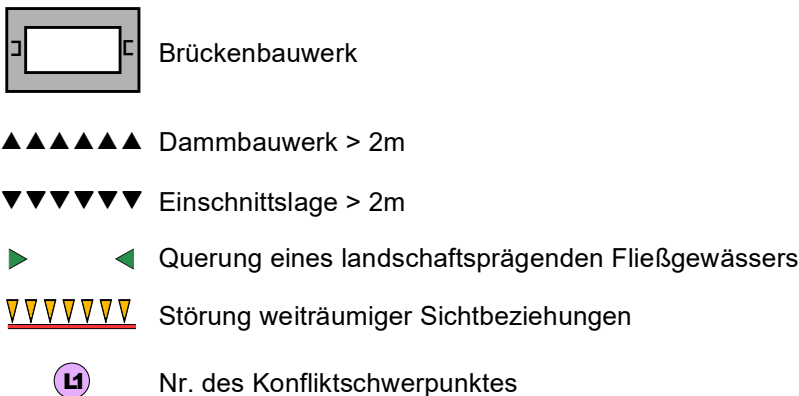 Brückenbauwerk
Dammbauwerk > 2m
Einschnittslage > 2m
Querung eines landschaftsprägenden Fließgewässers
Störung weiträumiger Sichtbeziehungen
L1 Nr. des Konfliktschwerpunktes